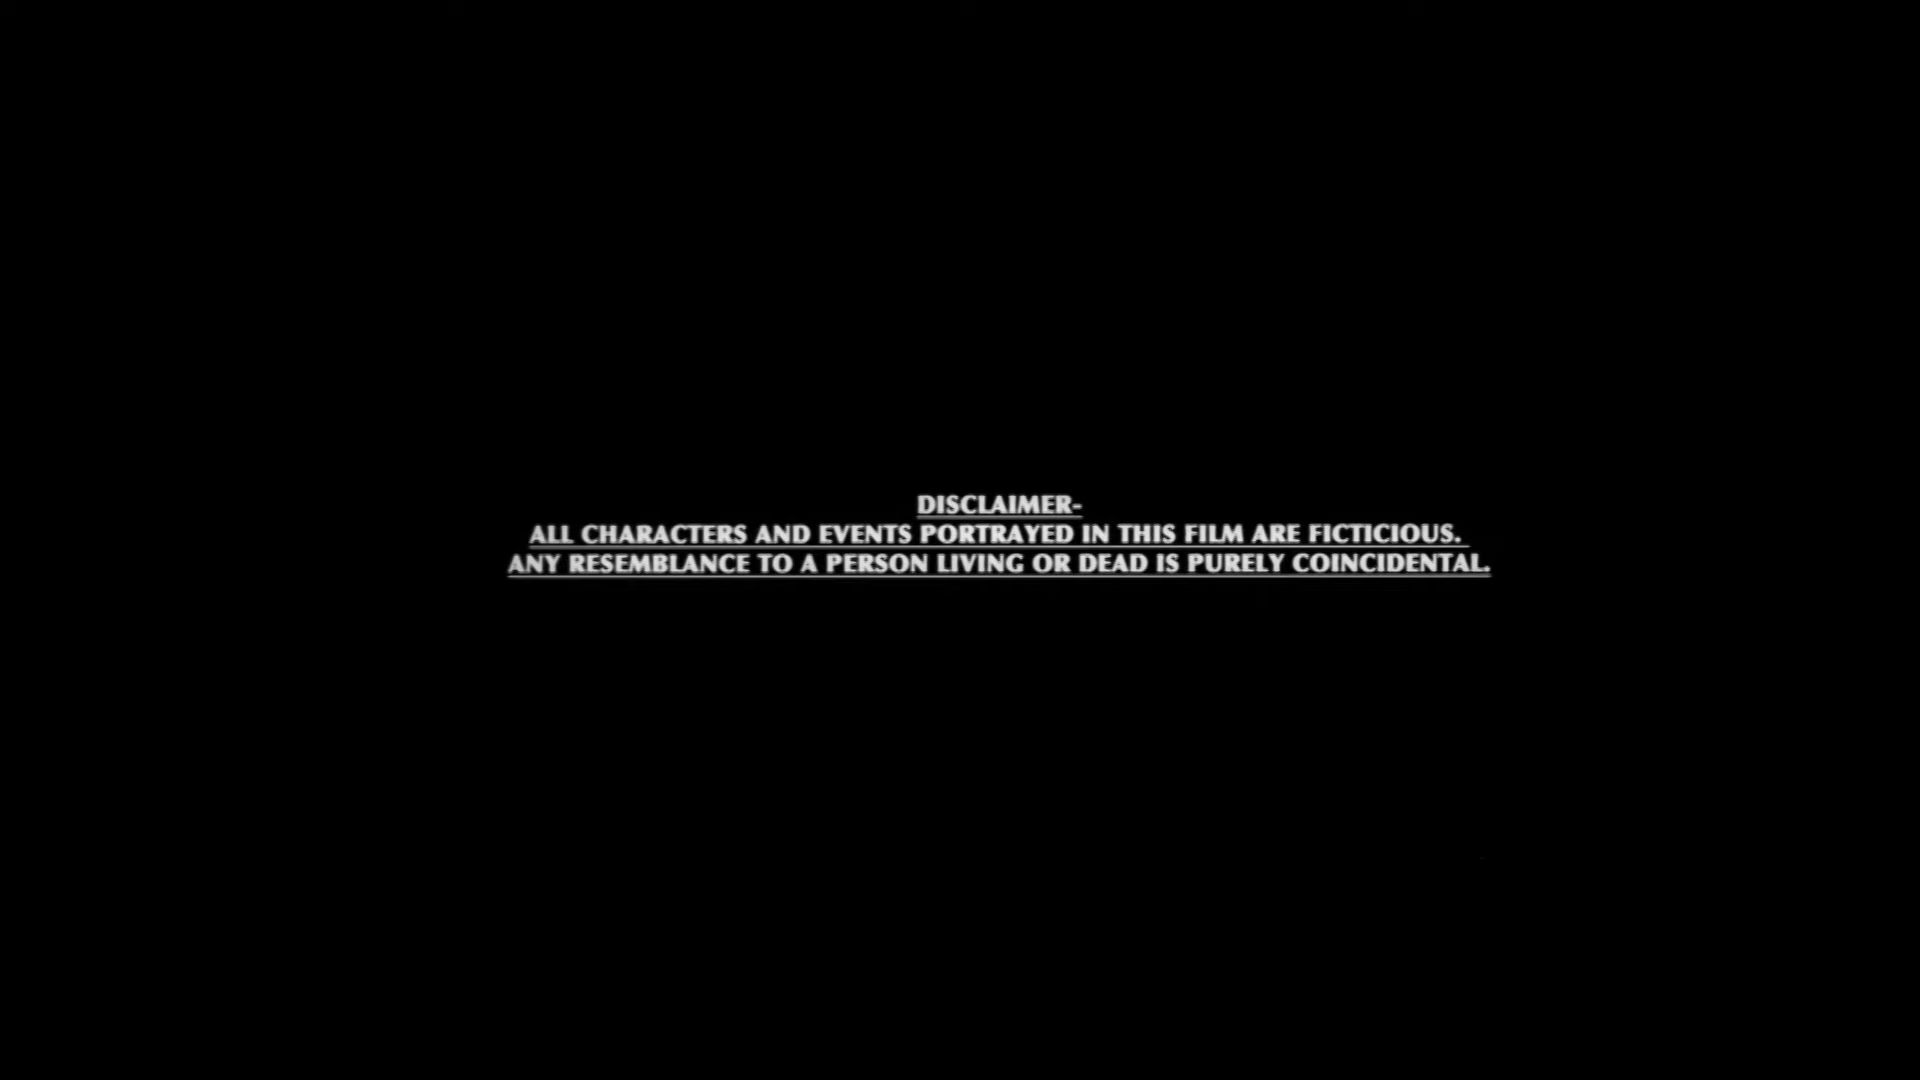 DISCLAIMER-
ALL CHARACTERS AND EVENTS PORTRAYED IN THIS FILM ARE FICTICIOUS.
ANY RESEMBLANCE TO A PERSON LIVING OR DEAD IS PURELY COINCIDENTAL.